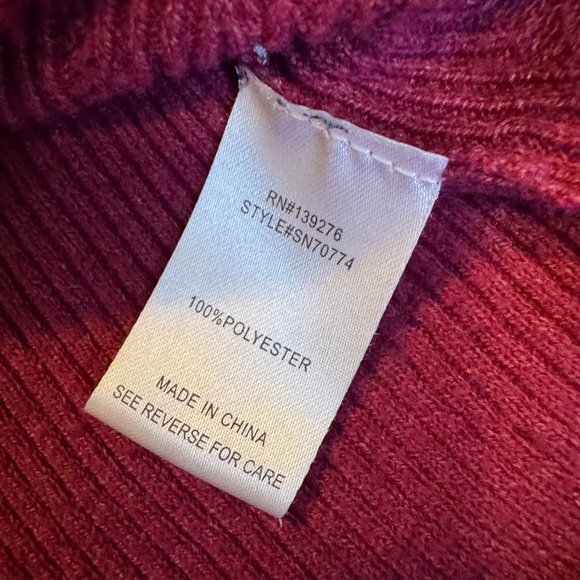 RN#139276
STYLE#SN70774
100%POLYESTER
MADE IN CHINA
SEE REVERSE FOR CARE